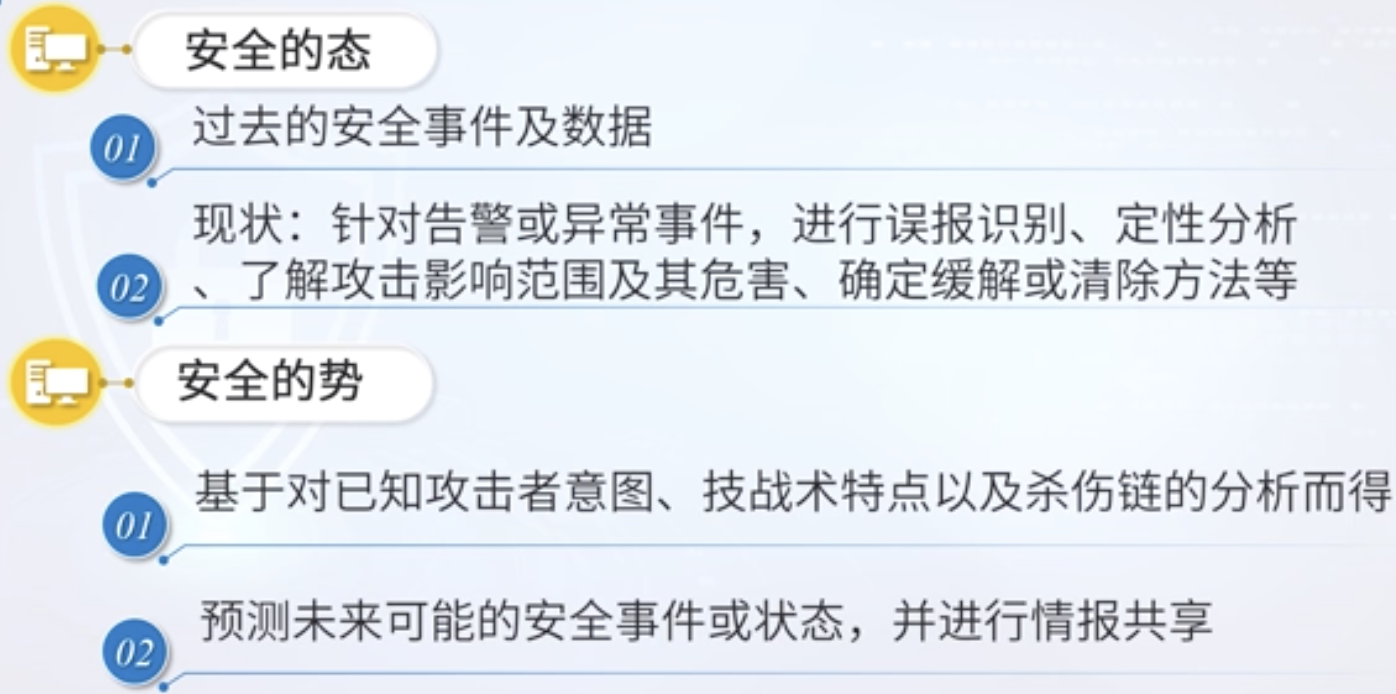 安全的态
01
过去的安全事件及数据
02
现状：针对告警或异常事件，进行误报识别、定性分析
、了解攻击影响范围及其危害、确定缓解或清除方法等
安全的势
01
基于对已知攻击者意图、技战术特点以及杀伤链的分析而得
02
预测未来可能的安全事件或状态，并进行情报共享